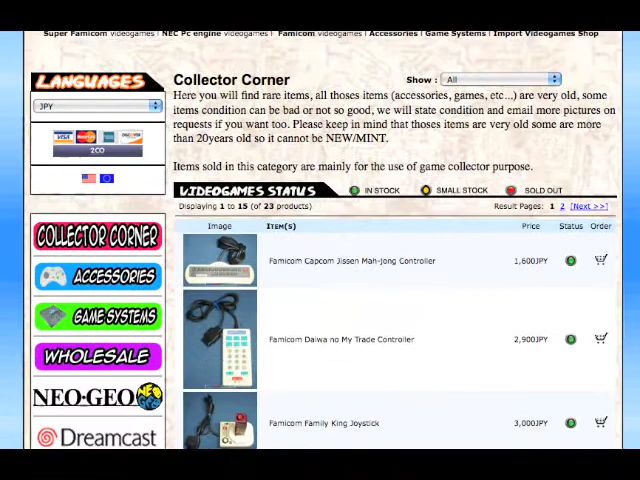 Super Famicom videogames | NEC Pc engine videogames | Famicom videogames | Accessories | Game Systems | Import Videogames Shop
LANGUAGES
JPY
VISA
MasterCard
DISCOVER
2CO
COLLECTOR CORNER
ACCESSORIES
GAME SYSTEMS
WHOLESALE
NEO-GEO
NEO GEO
Dreamcast
Collector Corner
Show : All
Here you will find rare items, all thoses items (accessories, games, etc...) are very old, some
items condition can be bad or not so good, we will state condition and email more pictures on
requests if you want too. Please keep in mind that thoses items are very old some are more
than 20years old so it cannot be NEW/MINT.
Items sold in this category are mainly for the use of game collector purpose.
VIDEOGAMES STATUS IN STOCK SMALL STOCK SOLD OUT
Displaying 1 to 15 (of 23 products) Result Pages: 1 2 [Next >>]
Image ITEM(S) Price Status Order
Famicom Capcom Jissen Mah-Jong Controller 1,600JPY
Famicom Daiwa no My Trade Controller 2,900JPY
Famicom Family King Joystick 3,000JPY